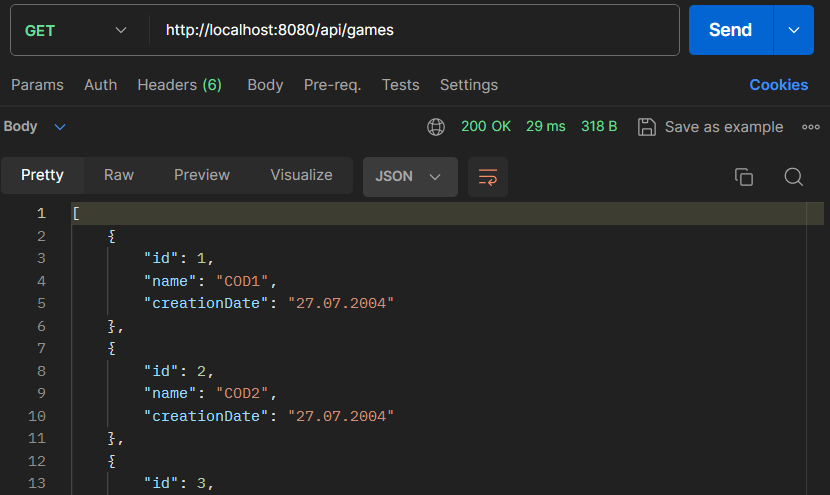 GET http://localhost:8080/api/games Send
Params Auth Headers (6) Body Pre-req. Tests Settings Cookies
Body 200 OK 29 ms 318 B Save as example
Pretty Raw Preview Visualize JSON
1 [
2 {
3 "id": 1,
4 "name": "COD1",
5 "creationDate": "27.07.2004"
6 },
7 {
8 "id": 2,
9 "name": "COD2",
10 "creationDate": "27.07.2004"
11 },
12 {
13 "id": 3,